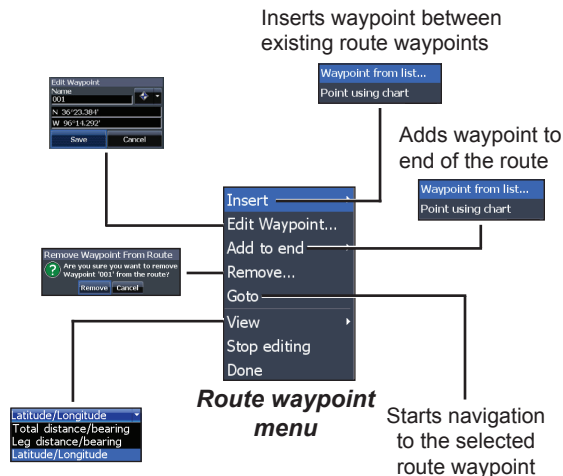 Inserts waypoint between
existing route waypoints
Waypoint from list...
Point using chart
Edit Waypoint
Name
001
N 36°23.384'
W 96°14.292'
Save Cancel
Adds waypoint to
end of the route
Waypoint from list...
Point using chart
Insert
Edit Waypoint...
Add to end
Remove...
Goto
View
Stop editing
Done
Remove Waypoint From Route
? Are you sure you want to remove
Waypoint '001' from the route?
Remove Cancel
Route waypoint
menu
Latitude/Longitude
Total distance/bearing
Leg distance/bearing
Latitude/Longitude
Starts navigation
to the selected
route waypoint